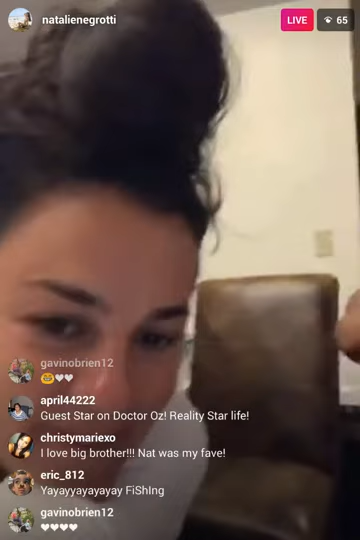 natalienegrotti
LIVE
65
gavinobrien12
😬🤍🤍
april44222
Guest Star on Doctor Oz! Reality Star life!
christymariexo
I love big brother!!! Nat was my fave!
eric_812
Yayayyayayayay FiShIng
gavinobrien12
🤍🤍🤍🤍